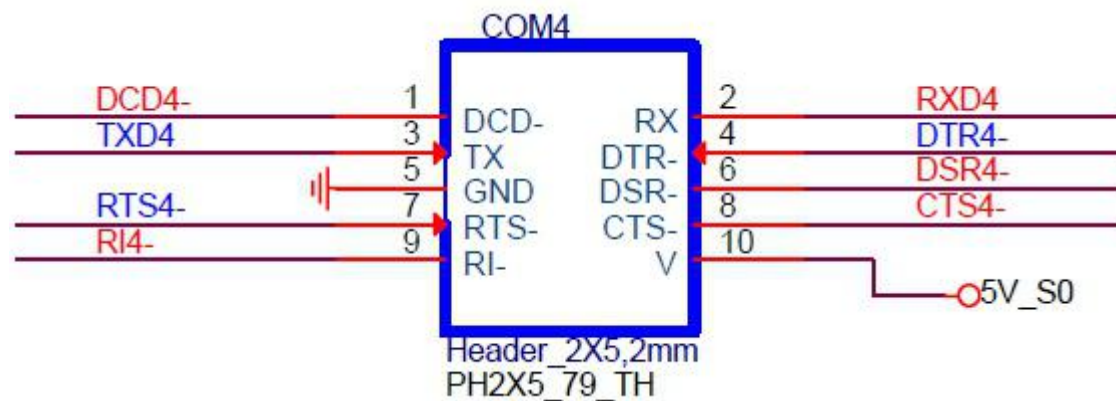 COM4
DCD4- 1 DCD- RX 2 RXD4
TXD4 3 TX DTR- 4 DTR4-
5 GND DSR- 6 DSR4-
RTS4- 7 RTS- CTS- 8 CTS4-
RI4- 9 RI- V 10
5V_S0
Header_2X5,2mm
PH2X5_79_TH